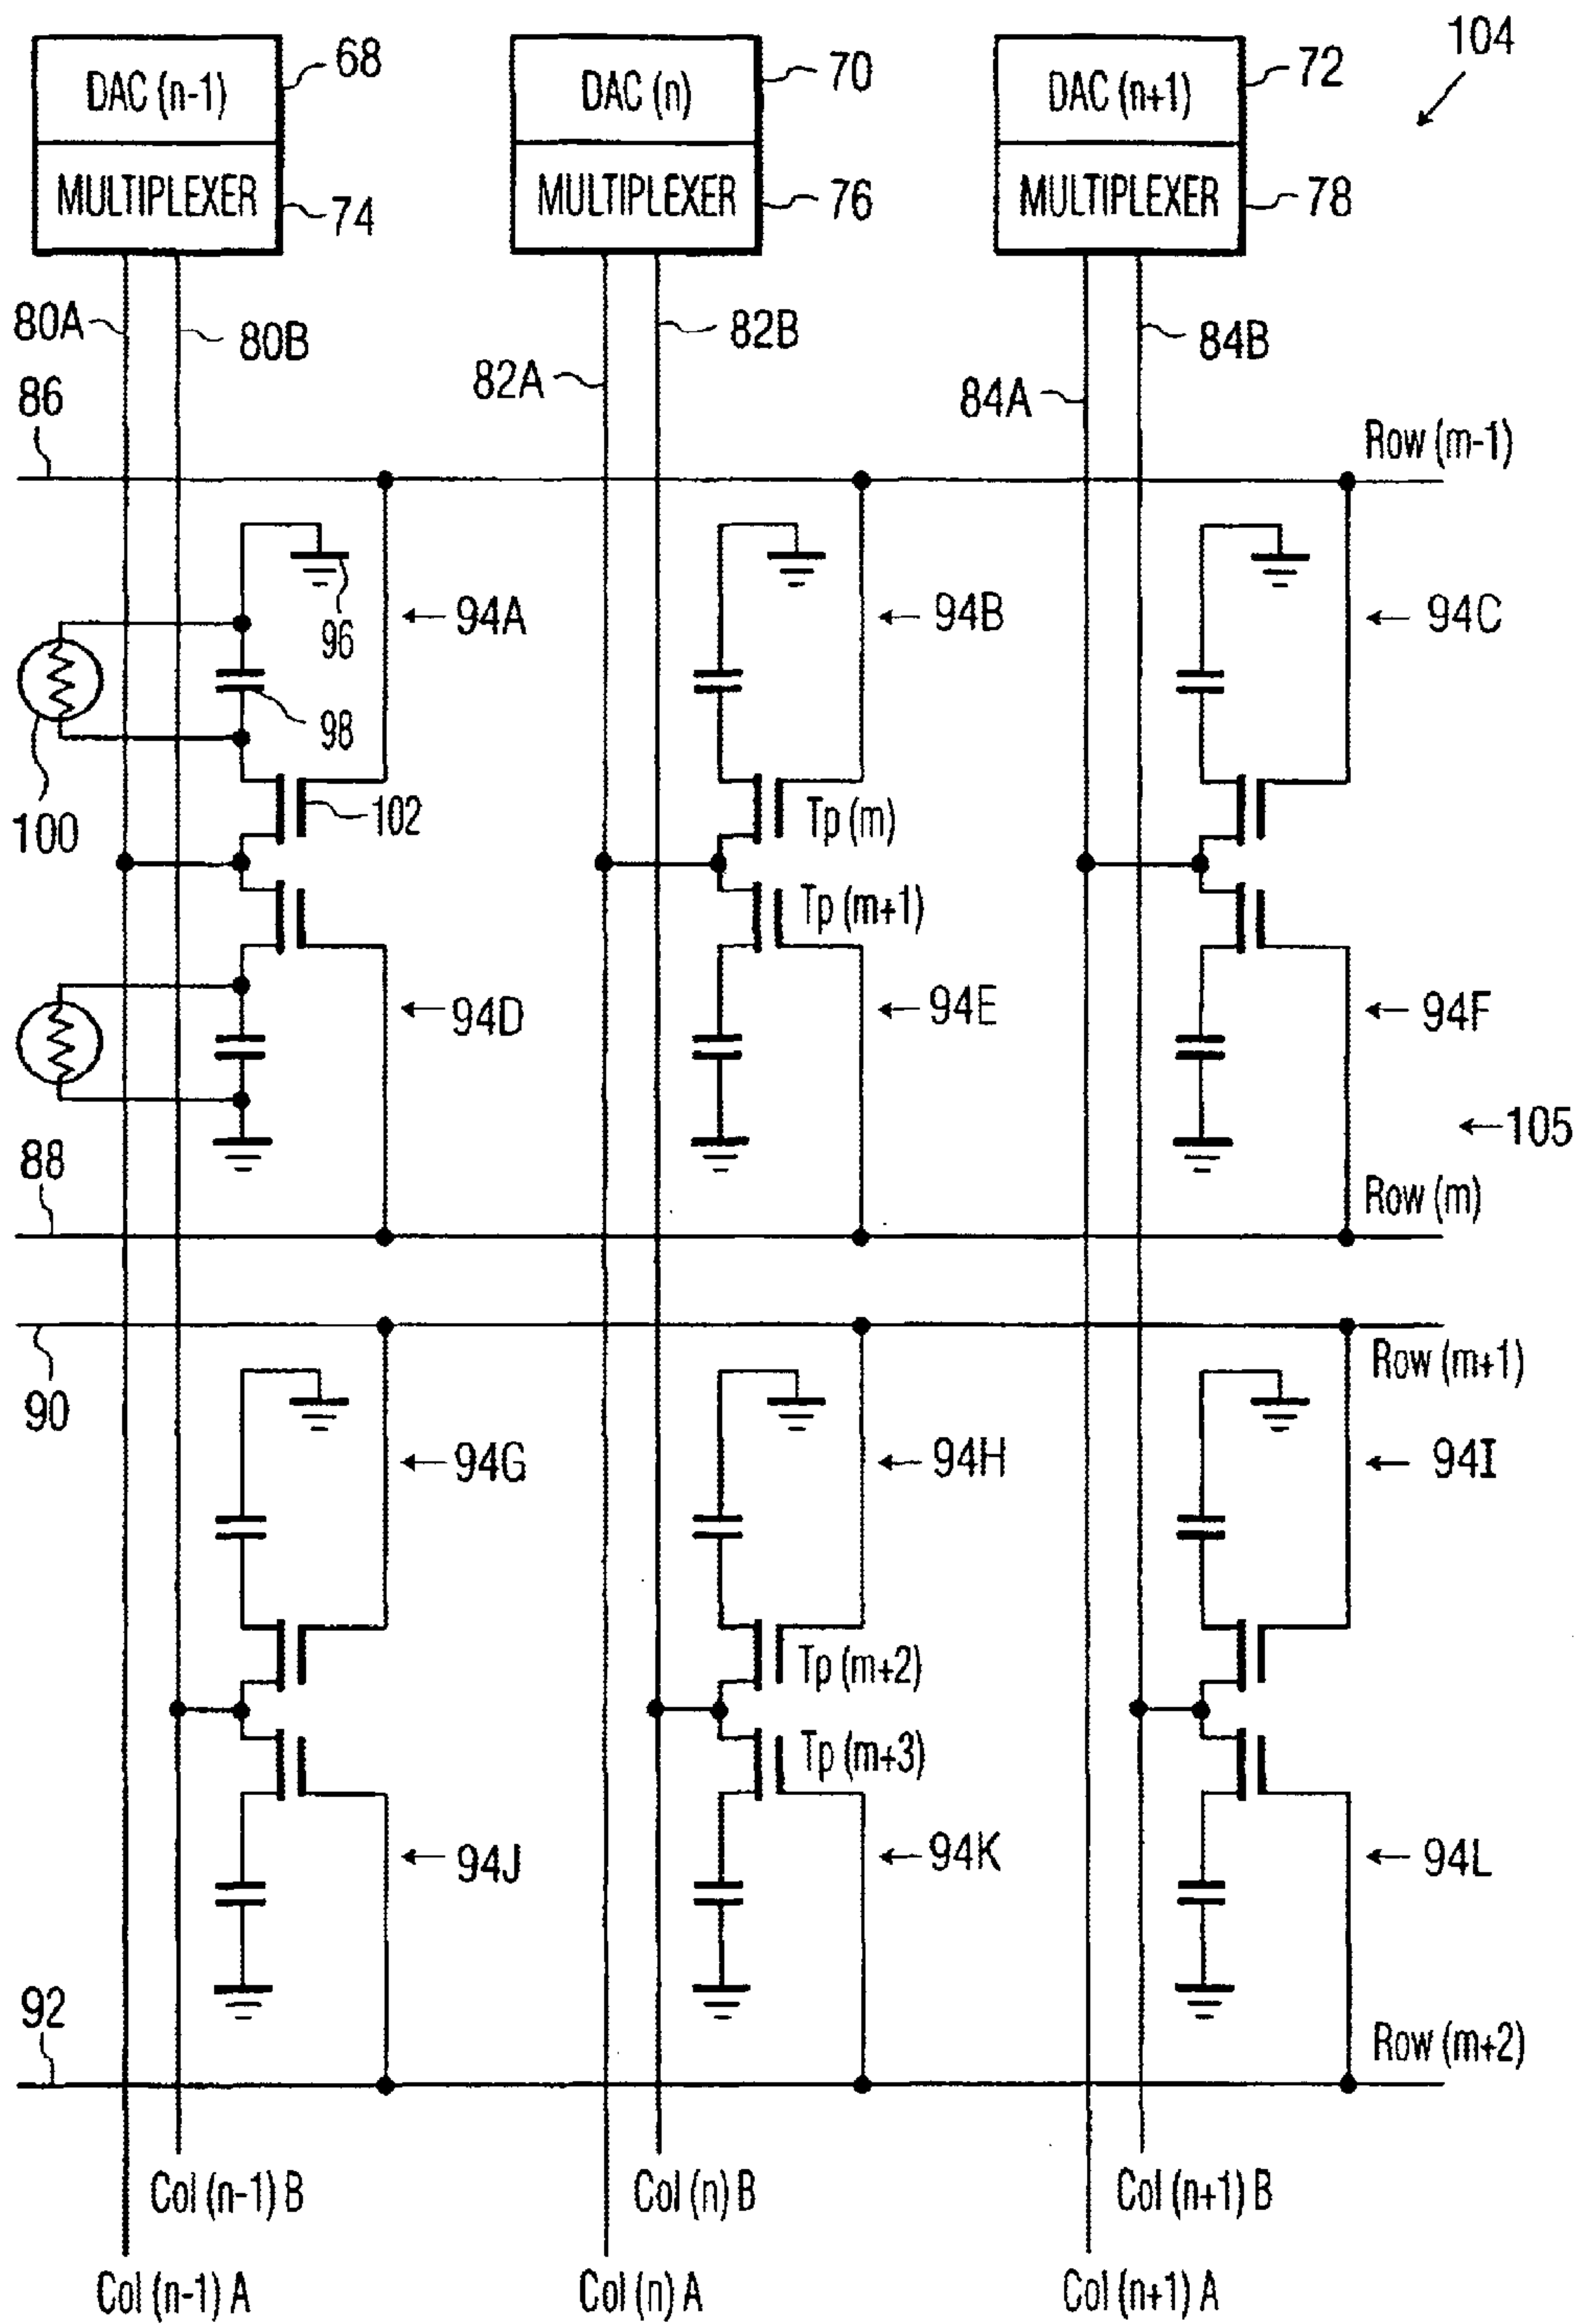 104
DAC (n-1)
68
DAC (n)
70
DAC (n+1)
72
MULTIPLEXER
74
MULTIPLEXER
76
MULTIPLEXER
78
80A
80B
82A
82B
84A
84B
86
Row (m-1)
96
94A
94B
94C
98
100
102
Tp (m)
Tp (m+1)
94D
94E
94F
105
88
Row (m)
90
Row (m+1)
94G
94H
94I
Tp (m+2)
Tp (m+3)
94J
94K
94L
92
Row (m+2)
Col (n-1) B
Col (n) B
Col (n+1) B
Col (n-1) A
Col (n) A
Col (n+1) A